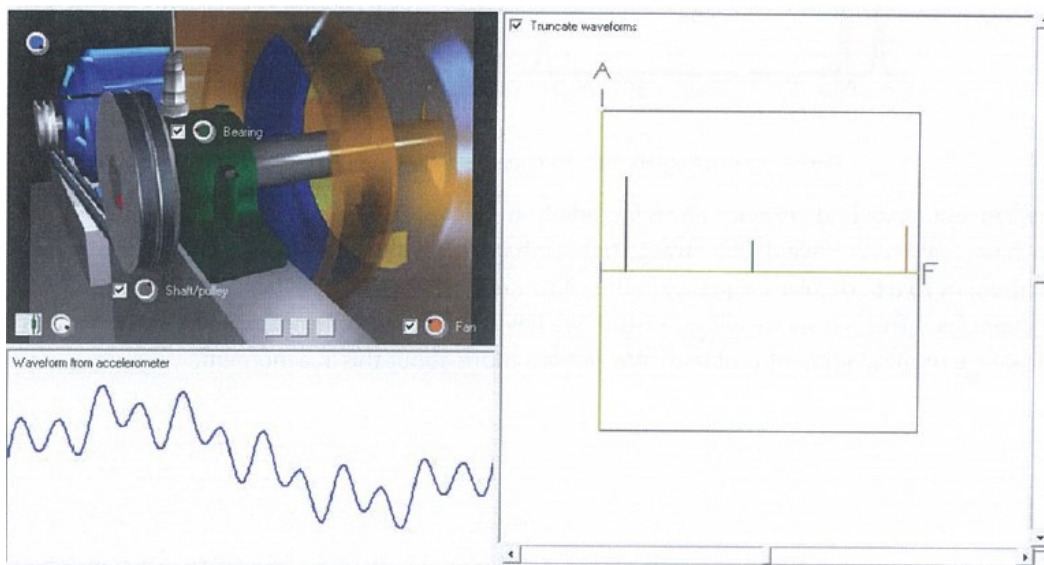 Bearing
Shaft/pulley
Fan
Waveform from accelerometer
Truncate waveforms
A
F